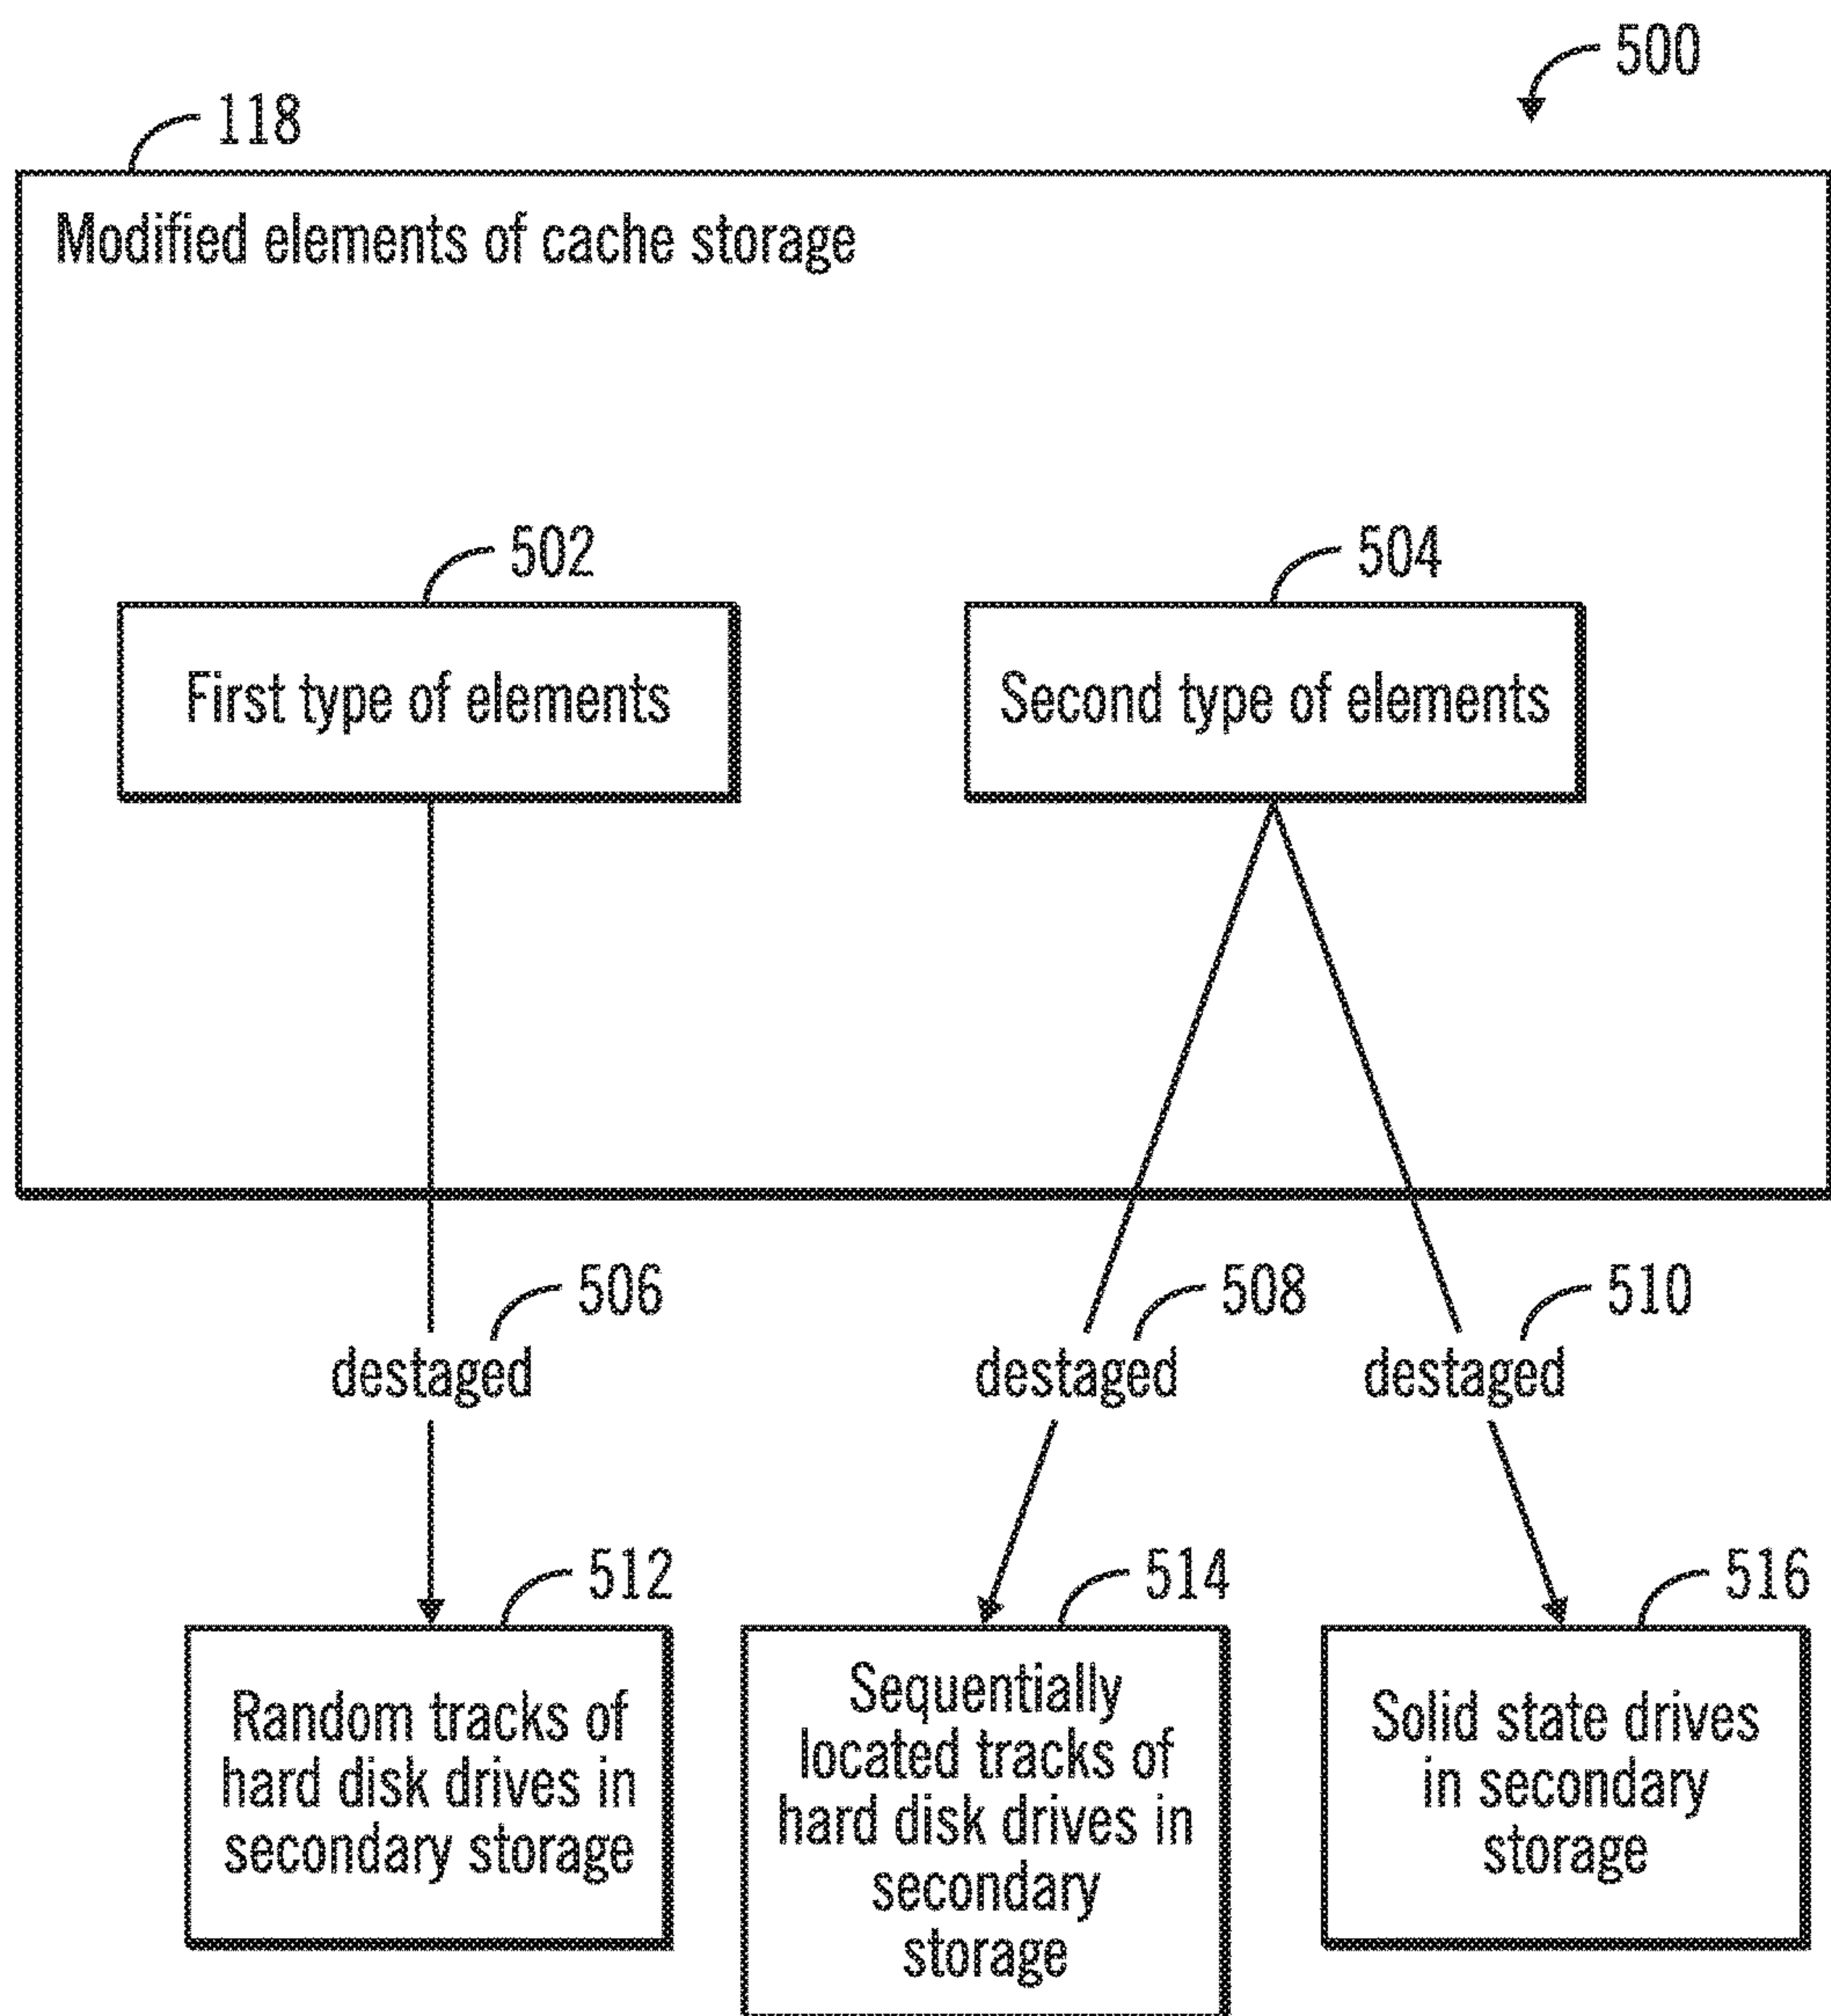 500
118
Modified elements of cache storage
502
504
First type of elements
Second type of elements
506
508
510
destaged
destaged
destaged
512
514
516
Random tracks of
hard disk drives in
secondary storage
Sequentially
located tracks of
hard disk drives in
secondary
storage
Solid state drives
in secondary
storage